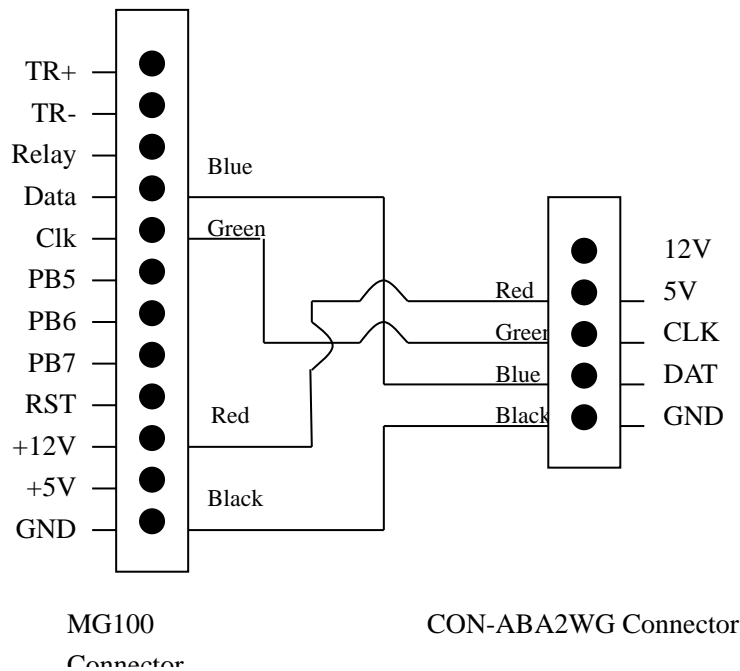 TR+
TR-
Relay
Data
Clk
PB5
PB6
PB7
RST
+12V
+5V
GND
Blue
Green
Red
Black
Red
Green
Blue
Black
12V
5V
CLK
DAT
GND
MG100
Connector
CON-ABA2WG Connector